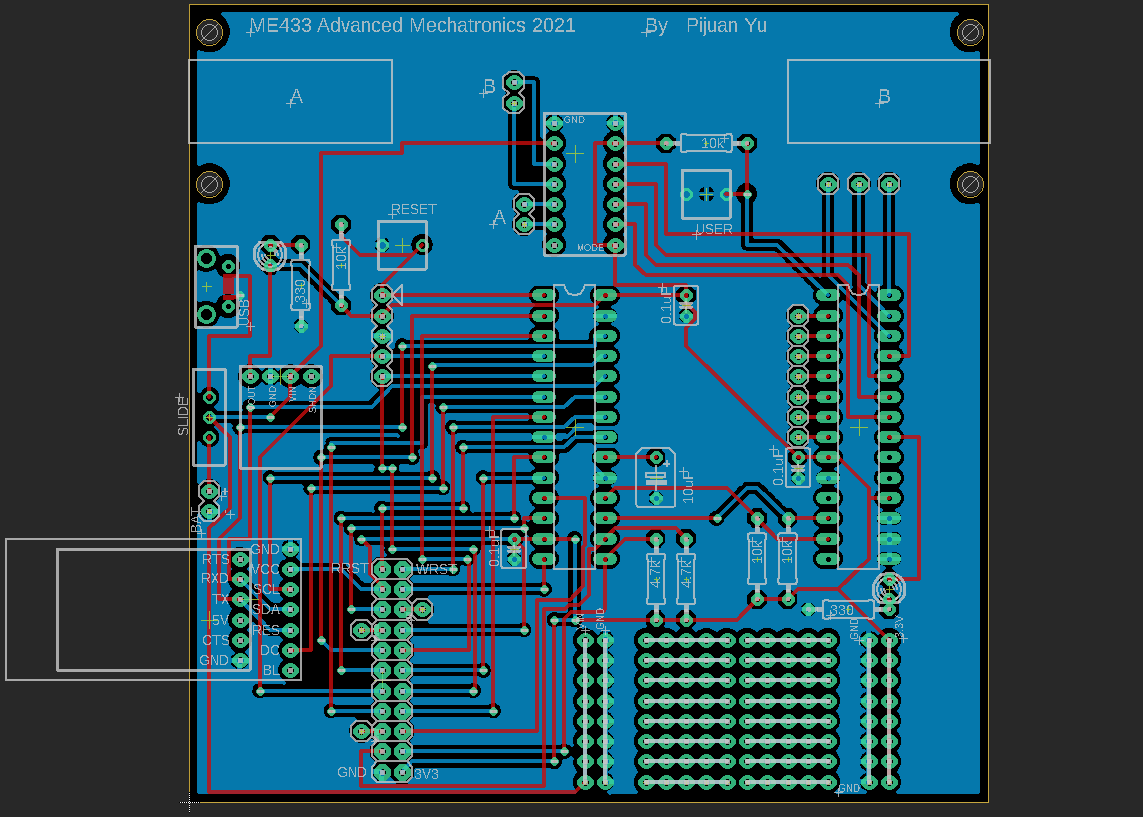 ME433 Advanced Mechatronics 2021 By Pijuan Yu
A
B
B
GND
10k
A
RESET
USER
MODE
10k
330
USB
0.1uF
OUT
GND
VIN
SHDN
SLIDE
0.1uF
10uF
BAT
0.1uF
10k
10k
4.7k
4.7k
RTS
GND
RXD
VCC
TX
SCL
5V
SDA
CTS
RES
GND
DC
BL
RRST
WRST
330
GND
GND
3.3V
GND
3V3
GND